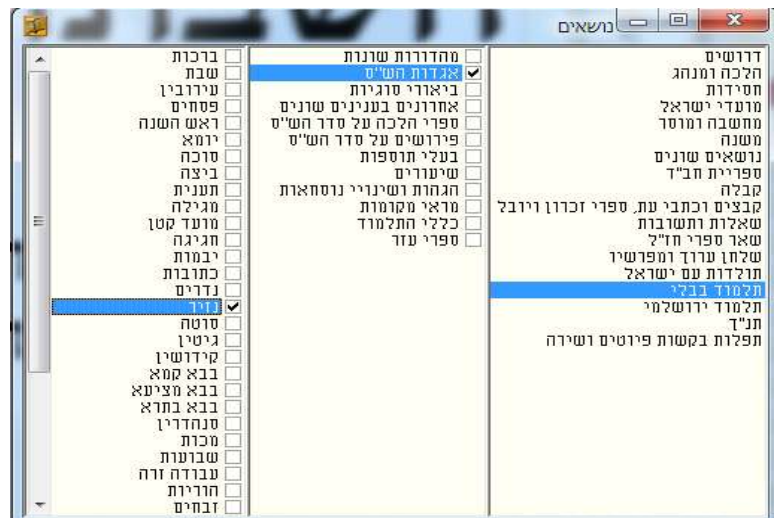 נושאים
דרושים
הלכה ומנהג
חסידות
מועדי ישראל
מחשבה ומוסר
משנה
נושאים שונים
ספריית חב"ד
קבלה
קבצים וכתבי עת, ספרי זכרון ויובל
שאלות ותשובות
שאר ספרי חז"ל
שלחן ערוך ומפרשיו
תולדות עם ישראל
תלמוד בבלי
תלמוד ירושלמי
תנ"ך
תפלות בקשות פיוטים ושירה
מהדורות שונות
אגדות הש"ס
ביאורי סוגיות
אחרונים בענינים שונים
ספרי הלכה על סדר הש"ס
פירושים על סדר הש"ס
בעלי תוספות
שיעורים
הגהות ושינויי נוסחאות
מראי מקומות
כללי התלמוד
ספרי עזר
ברכות
שבת
עירובין
פסחים
ראש השנה
יומא
סוכה
ביצה
תענית
מגילה
מועד קטן
חגיגה
יבמות
כתובות
נדרים
נזיר
סוטה
גיטין
קידושין
בבא קמא
בבא מציעא
בבא בתרא
סנהדרין
מכות
שבועות
עבודה זרה
הוריות
זבחים